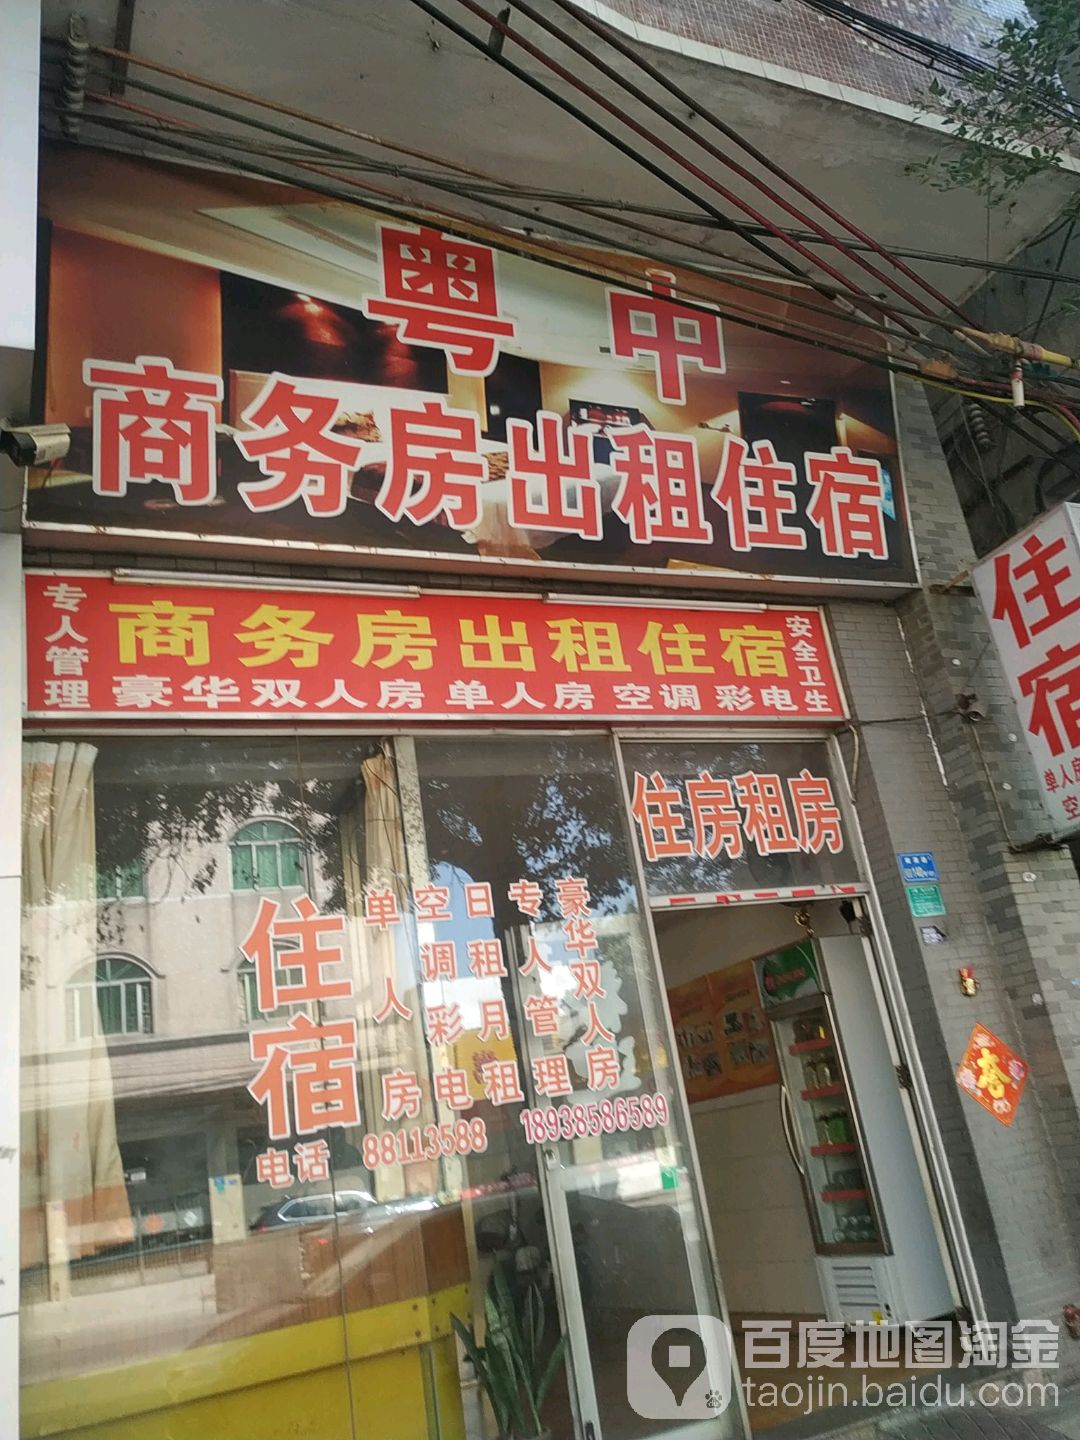 粤中
商务房出租住宿
专人管理
商务房出租住宿
安全卫生
豪华双人房 单人房 空调 彩电
住宿
单人房
空
住房租房
住宿
单人房
空调彩电
日租月租
专人管理
豪华双人房
电话 88113588 18938586589
百度地图淘金
taojin.baidu.com